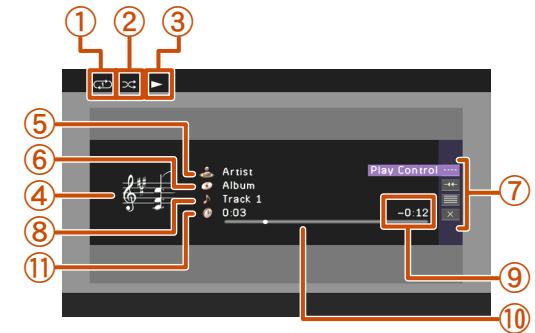 ① ② ③
⑤ Artist Play Control ····
⑥ Album
④ ⑦
⑧ Track 1
⑪ 0:03 −0:12
⑨
⑩